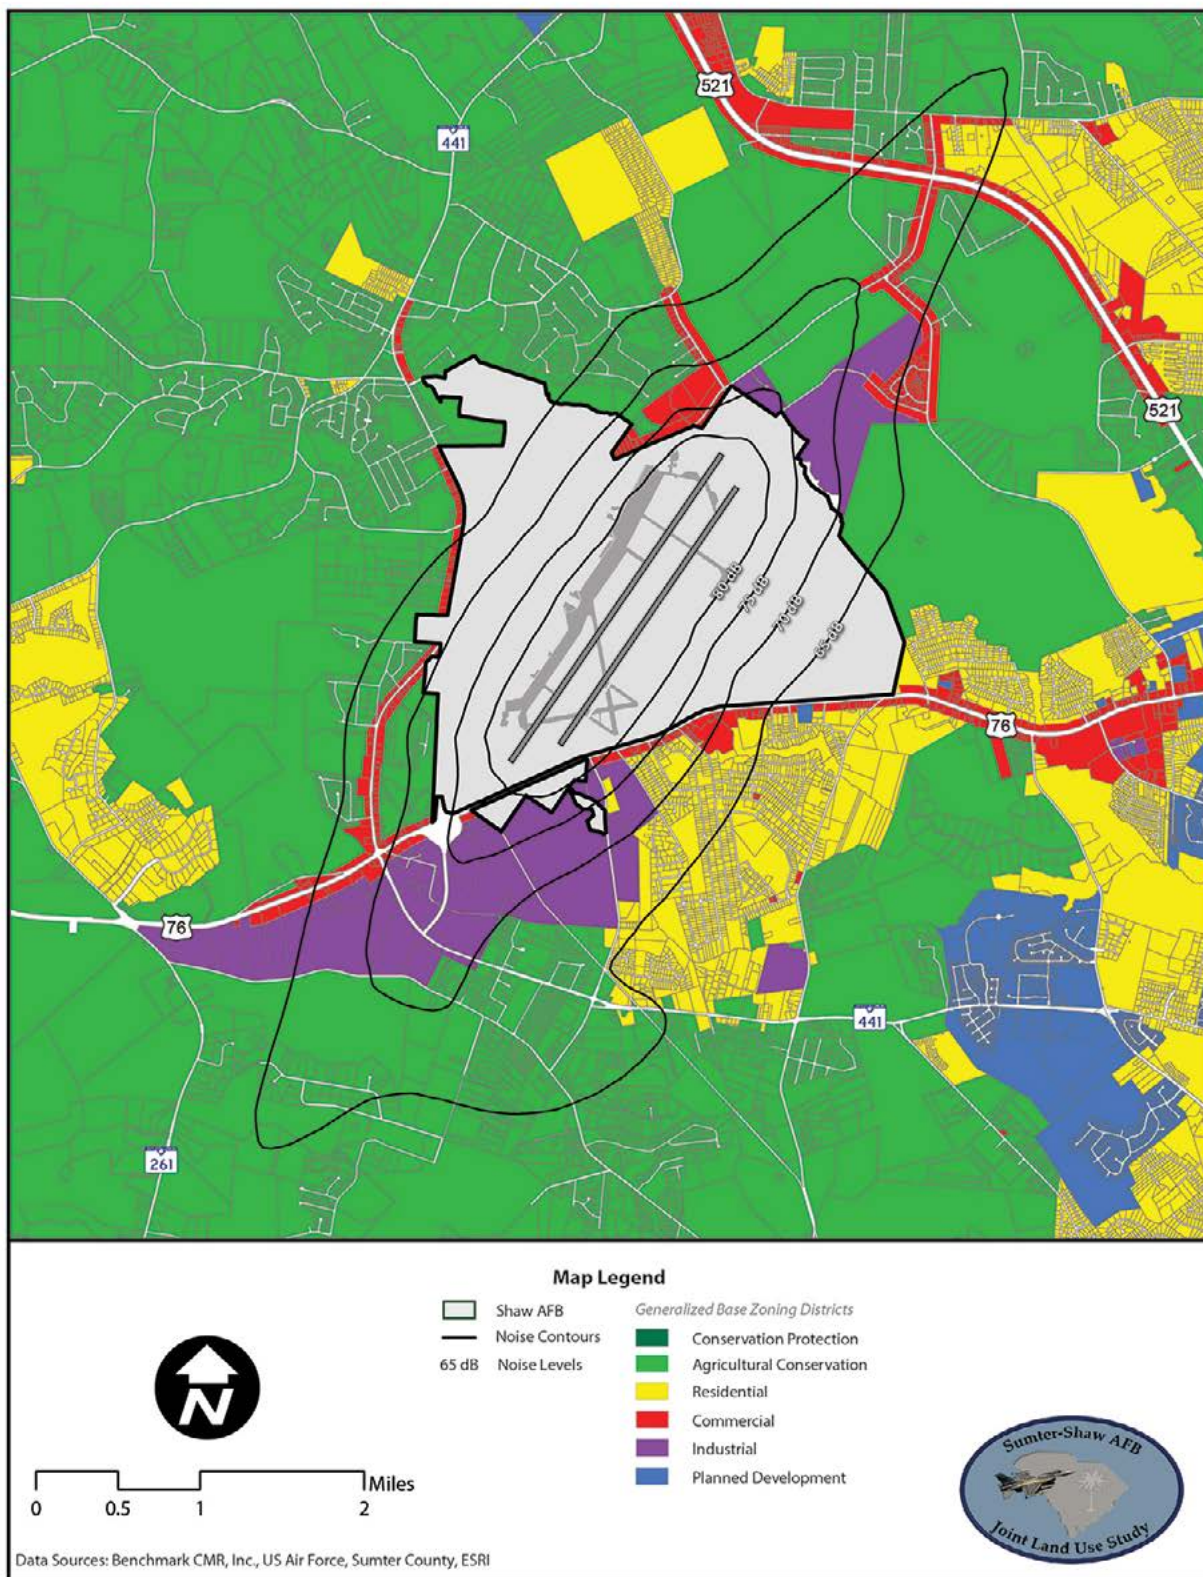 521
441
521
80 dB
75 dB
70 dB
65 dB
76
76
441
261
Map Legend
Shaw AFB
Noise Contours
65 dB Noise Levels
Generalized Base Zoning Districts
Conservation Protection
Agricultural Conservation
Residential
Commercial
Industrial
Planned Development
N
Miles
0 0.5 1 2
Sumter-Shaw AFB
Joint Land Use Study
Data Sources: Benchmark CMR, Inc., US Air Force, Sumter County, ESRI